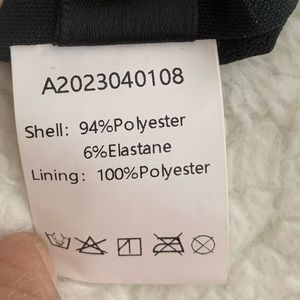 A2023040108
Shell： 94%Polyester
6%Elastane
Lining： 100%Polyester